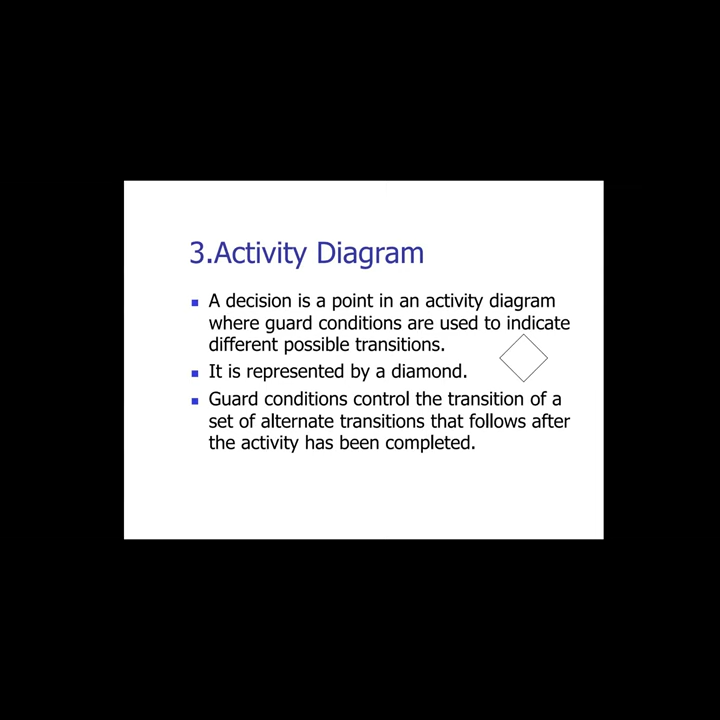 3.Activity Diagram
A decision is a point in an activity diagram
where guard conditions are used to indicate
different possible transitions.
It is represented by a diamond.
Guard conditions control the transition of a
set of alternate transitions that follows after
the activity has been completed.